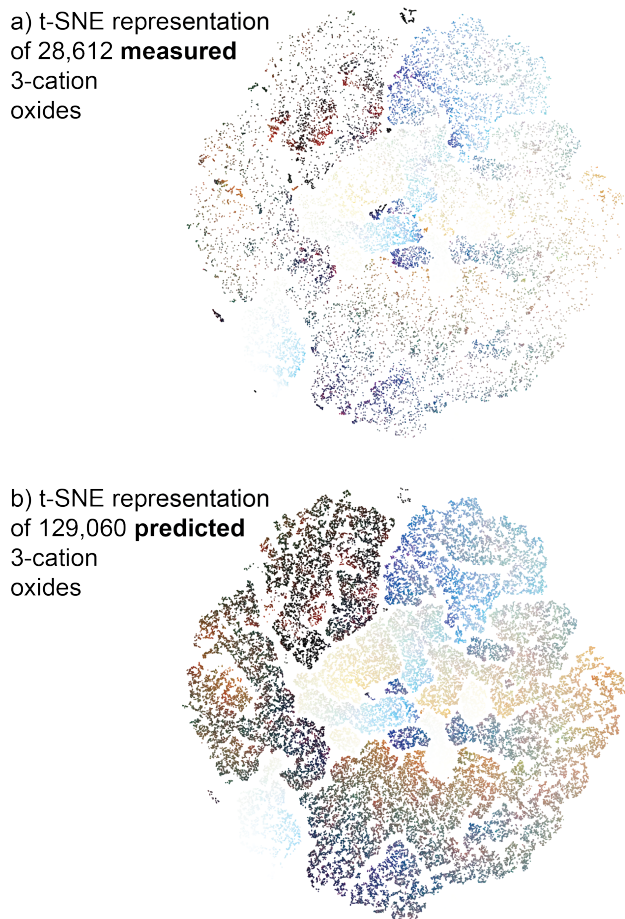 a) t-SNE representation
of 28,612 measured
3-cation
oxides
b) t-SNE representation
of 129,060 predicted
3-cation
oxides